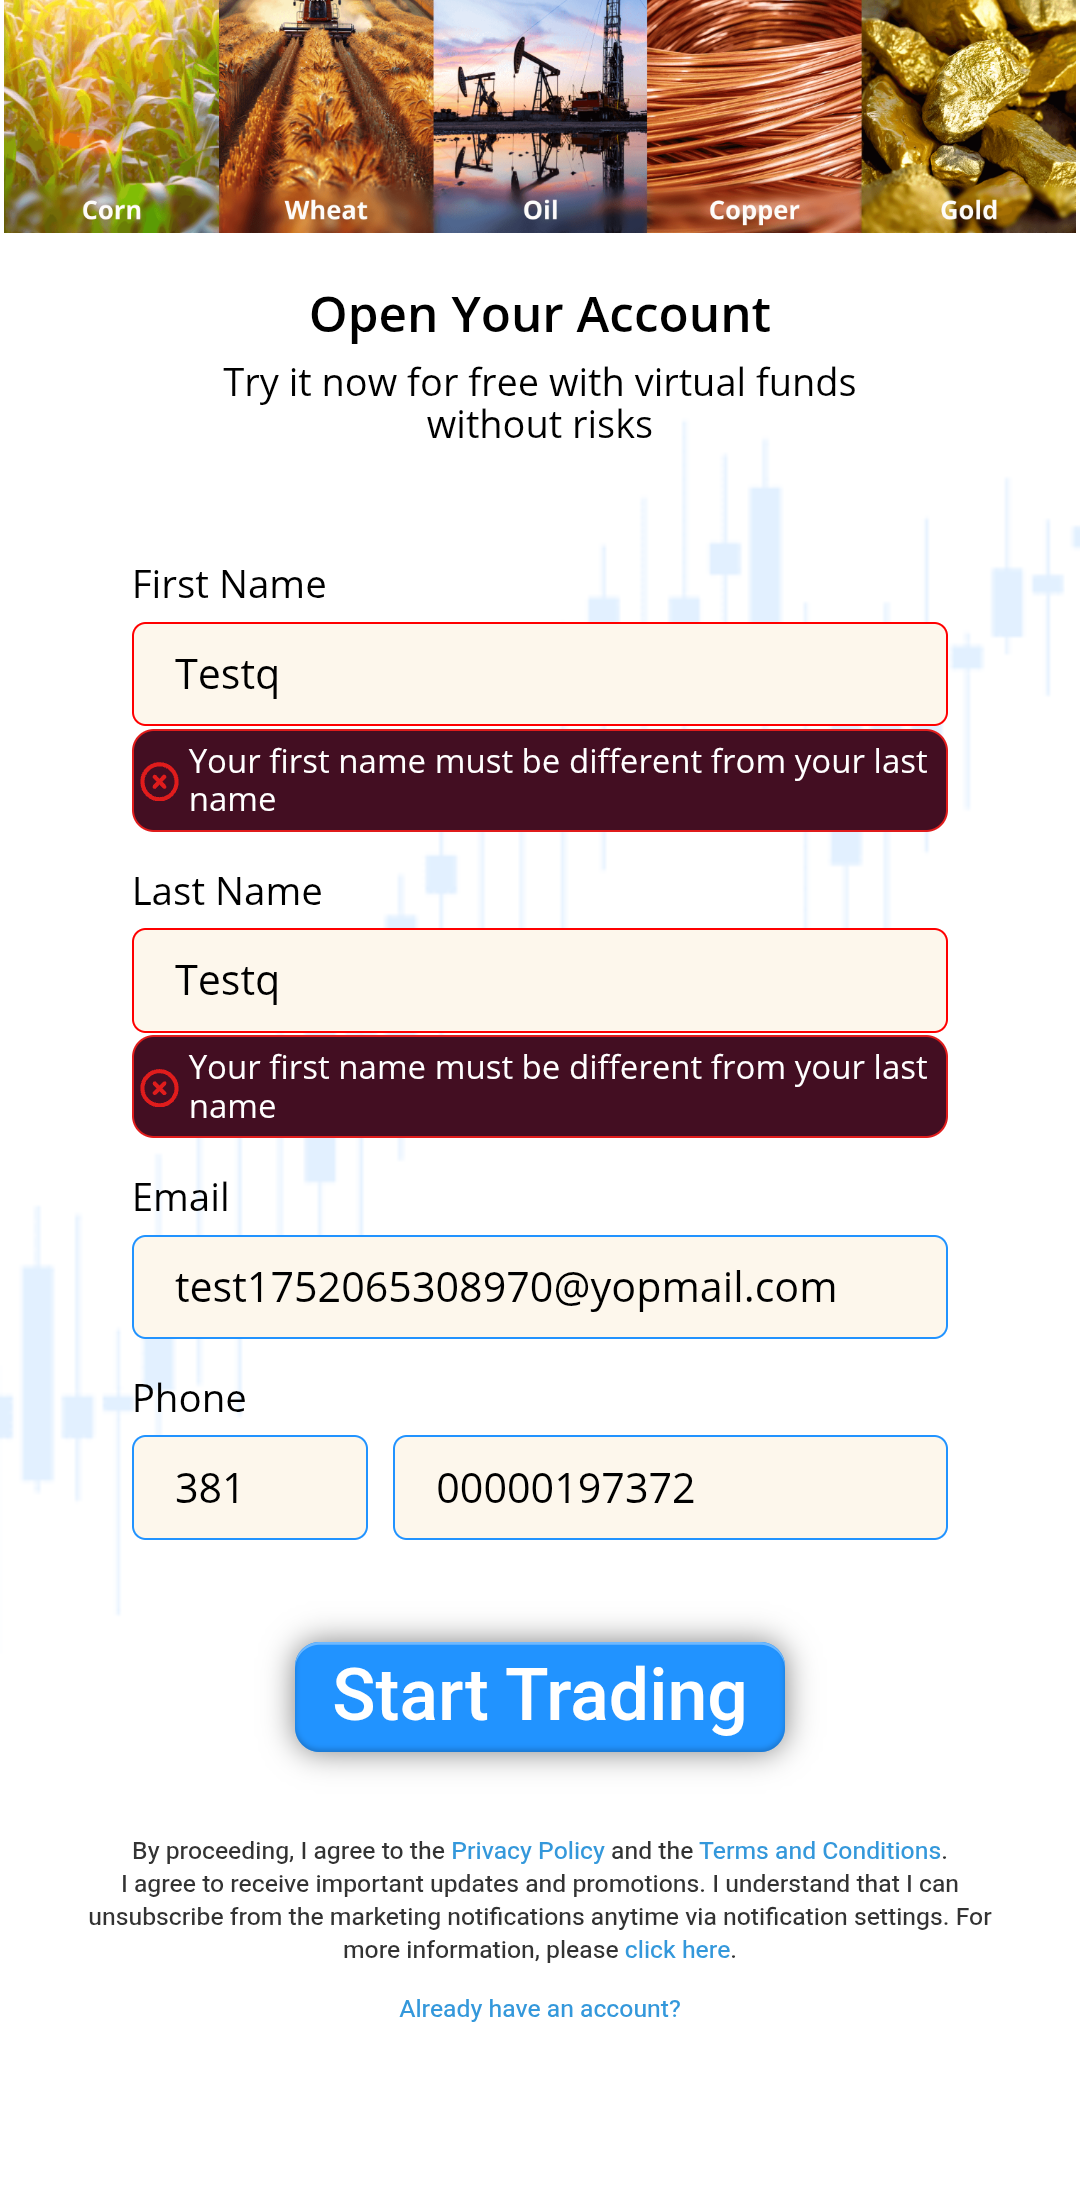 Corn
Wheat
Oil
Copper
Gold
Open Your Account
Try it now for free with virtual funds
without risks
First Name
Testq
Your first name must be different from your last
name
Last Name
Testq
Your first name must be different from your last
name
Email
test1752065308970@yopmail.com
Phone
381
00000197372
Start Trading
By proceeding, I agree to the Privacy Policy and the Terms and Conditions.
I agree to receive important updates and promotions. I understand that I can
unsubscribe from the marketing notifications anytime via notification settings. For
more information, please click here.
Already have an account?